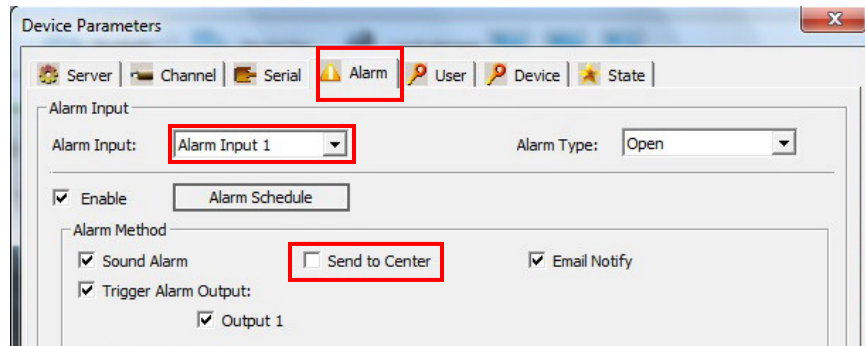 Device Parameters
Server Channel Serial Alarm User Device State
Alarm Input
Alarm Input: Alarm Input 1 Alarm Type: Open
Enable Alarm Schedule
Alarm Method
Sound Alarm Send to Center Email Notify
Trigger Alarm Output:
Output 1